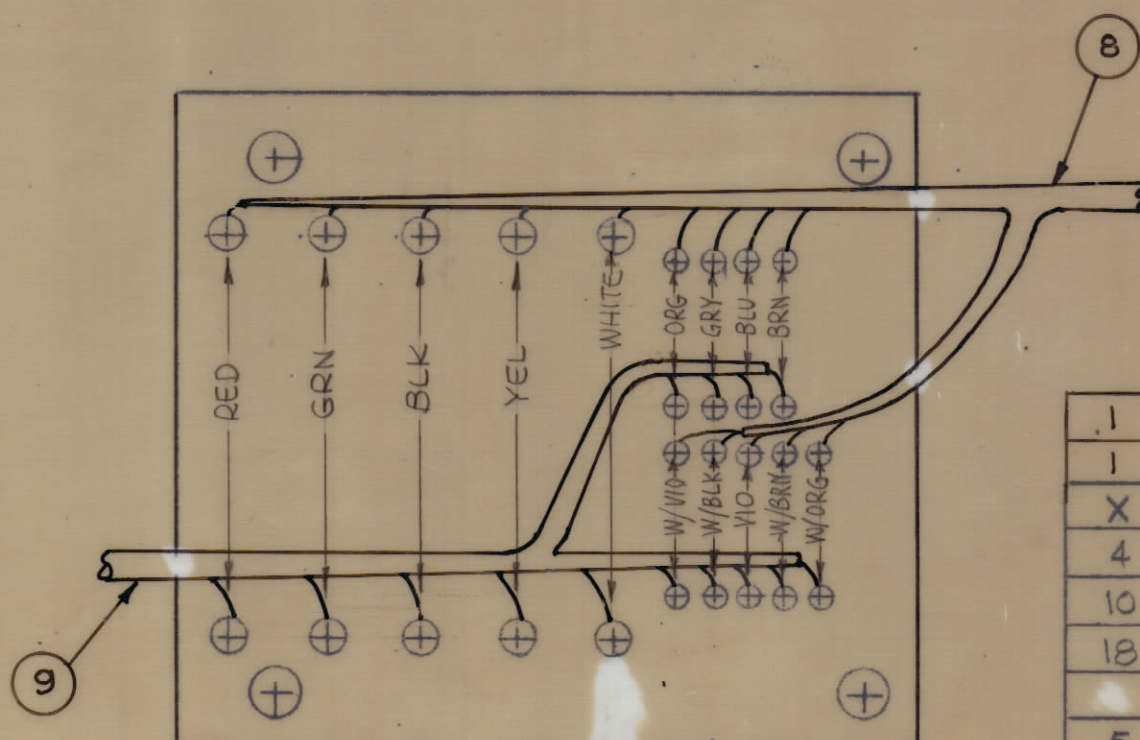 8
RED
GRN
BLK
YEL
WHITE
ORG
GRY
BLU
BRN
W/VIO
W/BLK
VIO
W/BRN
W/ORG
9
1
1
X
4
10
18